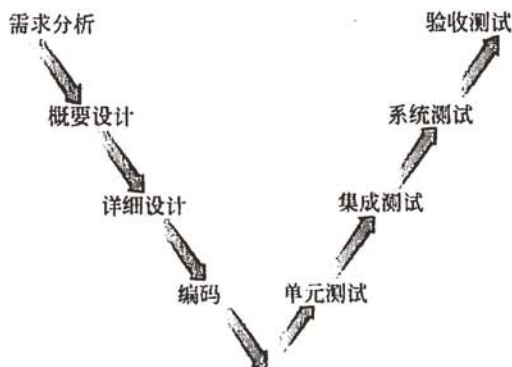 需求分析
验收测试
概要设计
系统测试
详细设计
集成测试
编码
单元测试